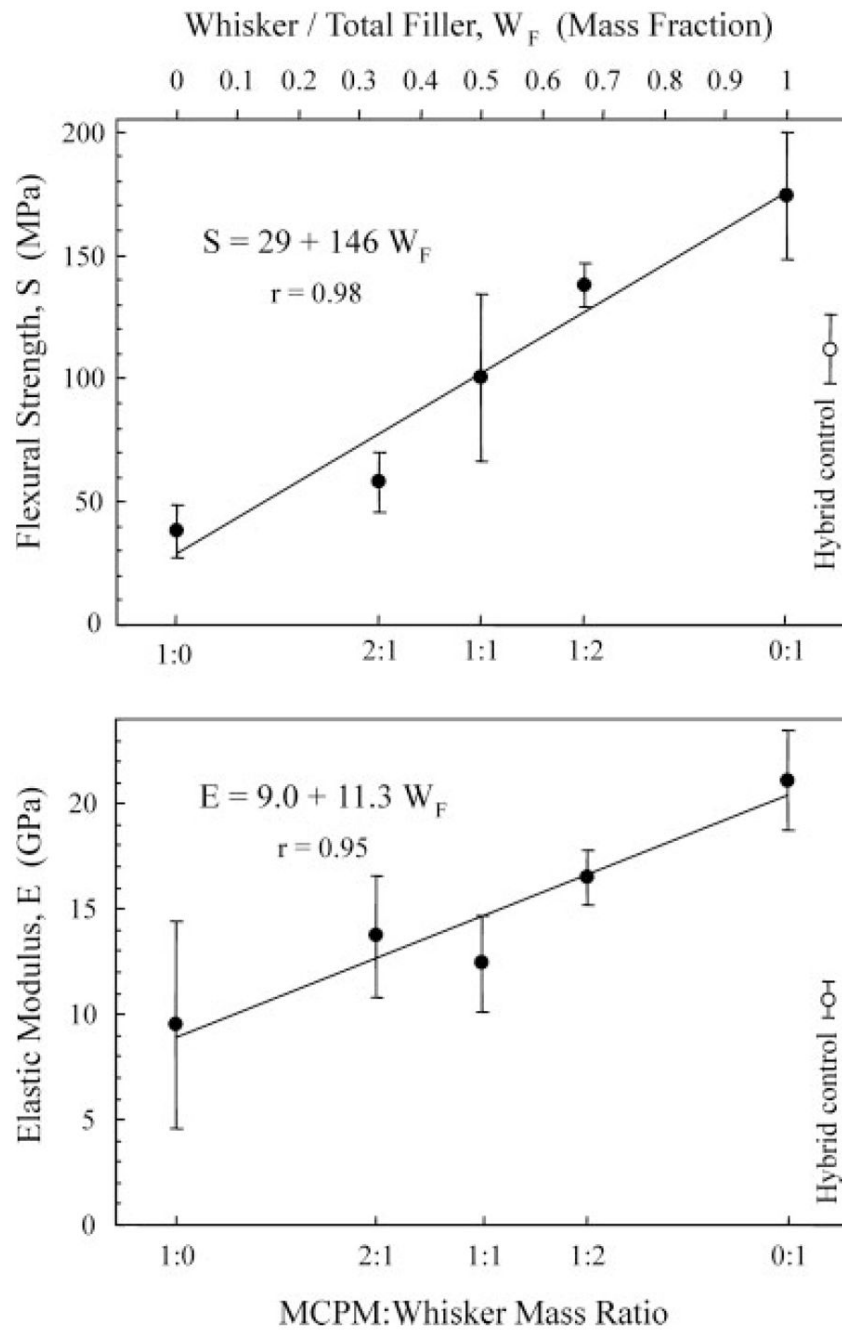 Whisker / Total Filler, W_F (Mass Fraction)
0 0.1 0.2 0.3 0.4 0.5 0.6 0.7 0.8 0.9 1
Flexural Strength, S (MPa)
200
150
100
50
0
S = 29 + 146 W_F
r = 0.98
Hybrid control
1:0 2:1 1:1 1:2 0:1
Elastic Modulus, E (GPa)
20
15
10
5
0
E = 9.0 + 11.3 W_F
r = 0.95
Hybrid control
1:0 2:1 1:1 1:2 0:1
MCPM:Whisker Mass Ratio